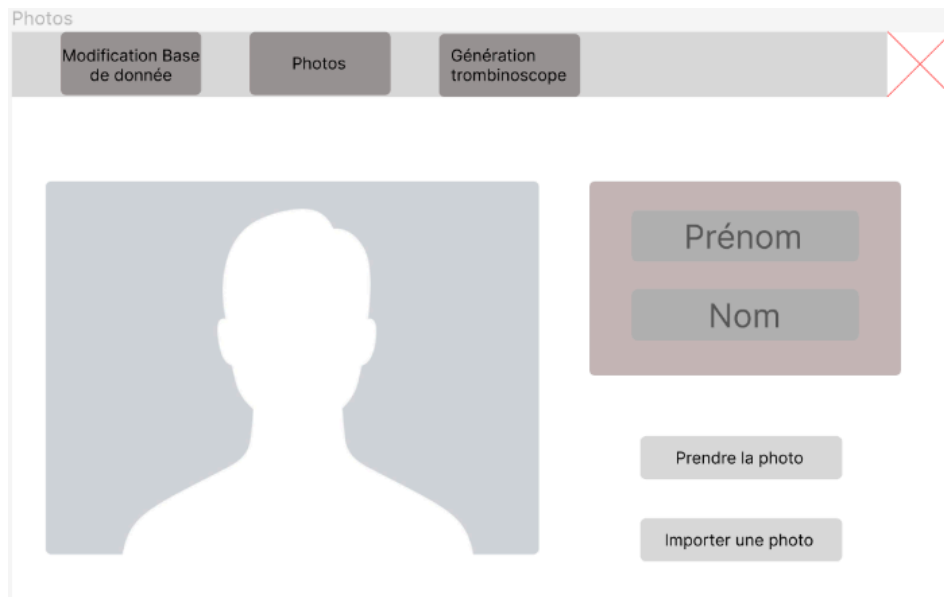 Photos
Modification Base
de donnée
Photos
Génération
trombinoscope
Prénom
Nom
Prendre la photo
Importer une photo